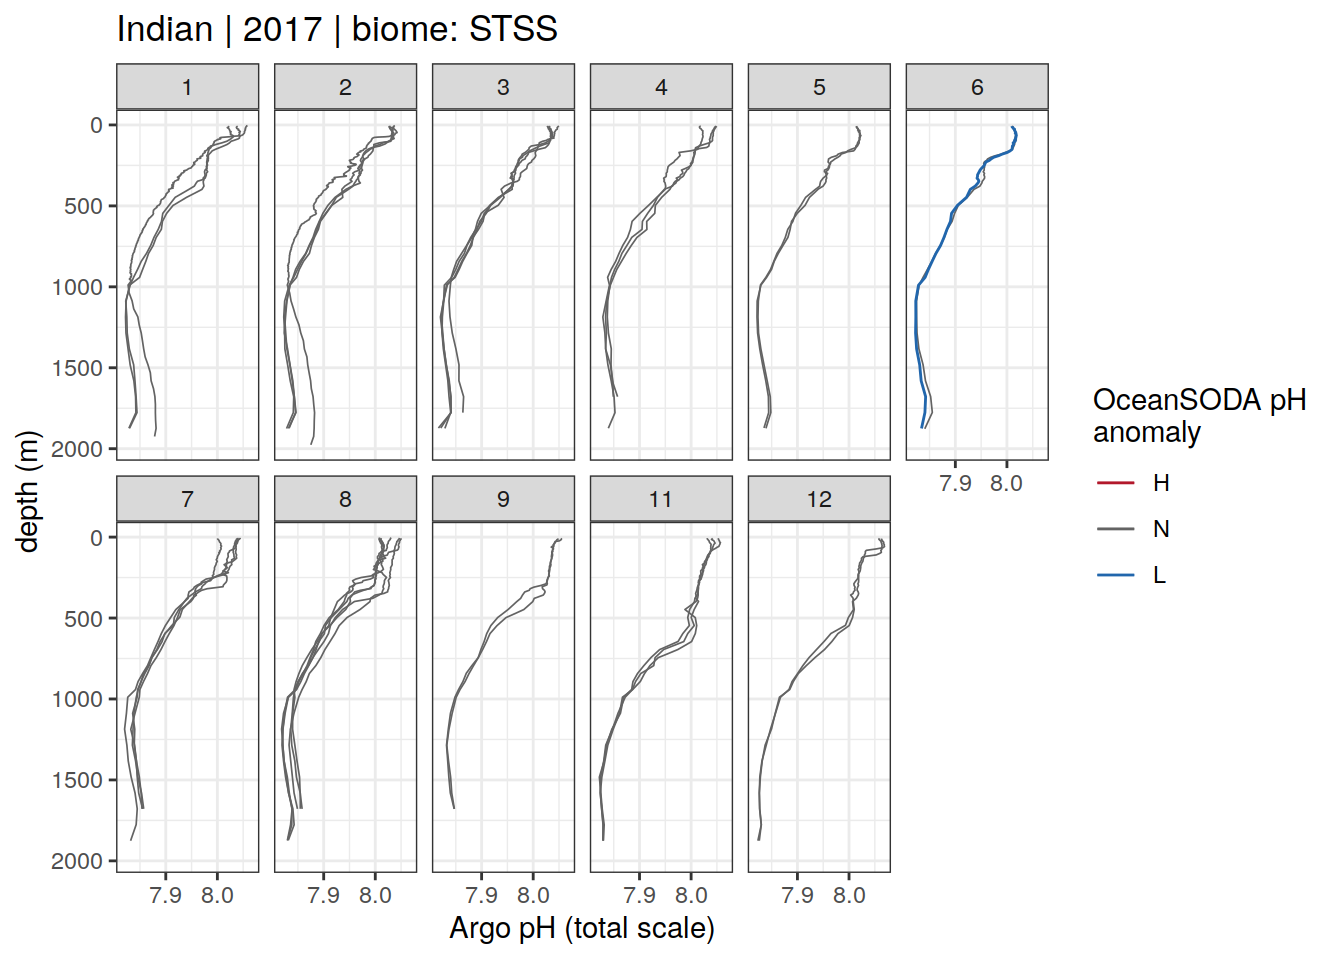 Indian | 2017 | biome: STSS
1 2 3 4 5 6
0
500
1000
1500
2000
7.9 8.0
7 8 9 11 12
0
500
1000
1500
2000
7.9 8.0 7.9 8.0 7.9 8.0 7.9 8.0 7.9 8.0
depth (m)
Argo pH (total scale)
OceanSODA pH
anomaly
H
N
L